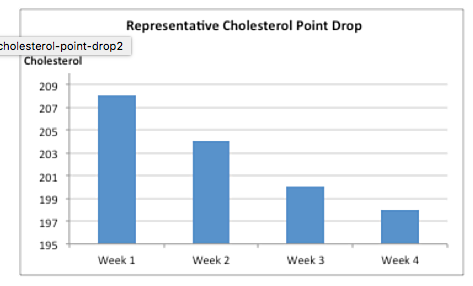 Representative Cholesterol Point Drop
cholesterol-point-drop2
Cholesterol
209
207
205
203
201
199
197
195
Week 1 Week 2 Week 3 Week 4